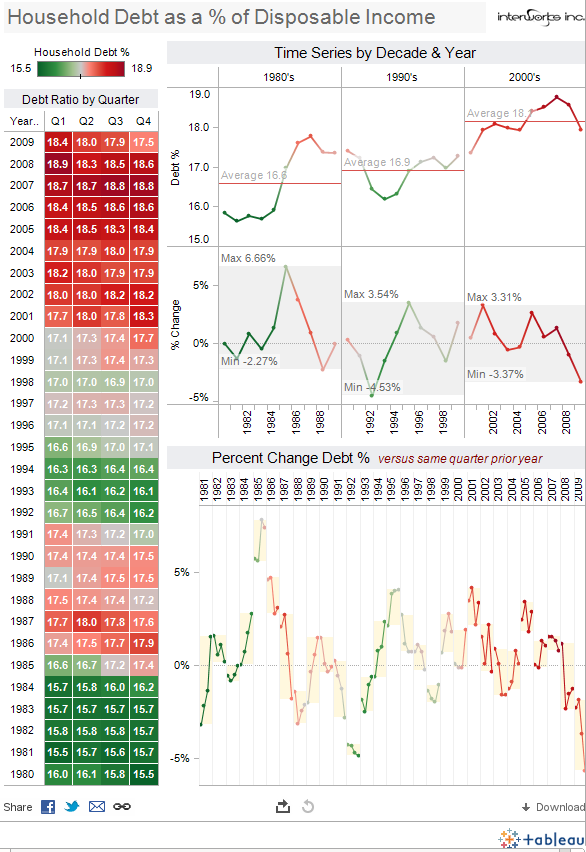 Household Debt as a % of Disposable Income
interworks inc.
Household Debt %
15.5 18.9
Debt Ratio by Quarter
Year.. Q1 Q2 Q3 Q4
2009 18.4 18.0 17.9 17.5
2008 18.9 18.3 18.5 18.6
2007 18.7 18.7 18.8 18.8
2006 18.4 18.5 18.6 18.6
2005 18.4 18.4 18.5 18.3
2004 17.9 17.9 18.0 17.9
2003 18.2 18.0 17.9 17.9
2002 18.0 18.0 18.2 18.2
2001 17.7 18.0 17.8 18.3
2000 17.1 17.3 17.4 17.7
1999 17.1 17.3 17.4 17.3
1998 17.0 17.0 16.9 17.0
1997 17.2 17.3 17.3 17.2
1996 17.1 17.1 17.2 17.2
1995 16.6 16.9 17.0 17.1
1994 16.3 16.3 16.4 16.4
1993 16.4 16.1 16.2 16.1
1992 16.7 16.5 16.4 16.2
1991 17.4 17.3 17.2 17.0
1990 17.4 17.4 17.4 17.5
1989 17.1 17.4 17.5 17.5
1988 17.5 17.4 17.4 17.2
1987 17.7 18.0 17.8 17.6
1986 17.4 17.5 17.7 17.9
1985 16.6 16.7 17.2 17.4
1984 15.7 15.8 16.0 16.2
1983 15.7 15.7 15.7 15.7
1982 15.8 15.8 15.7 15.7
1981 15.5 15.7 15.6 15.7
1980 16.0 16.1 15.8 15.5
Time Series by Decade & Year
1980's 1990's 2000's
Debt %
19.0
18.0
17.0
16.0
15.0
Average 16.6
Average 16.9
Average 18.
% Change
5%
0%
-5%
Max 6.66%
Min -2.27%
Max 3.54%
Min -4.53%
Max 3.31%
Min -3.37%
1982 1984 1986 1988 1992 1994 1996 1998 2002 2004 2006 2008
Percent Change Debt % versus same quarter prior year
1981 1982 1983 1984 1985 1986 1987 1988 1989 1990 1991 1992 1993 1994 1995 1996 1997 1998 1999 2000 2001 2002 2003 2004 2005 2006 2007 2008 2009
5%
0%
-5%
Share
Download
+ableau